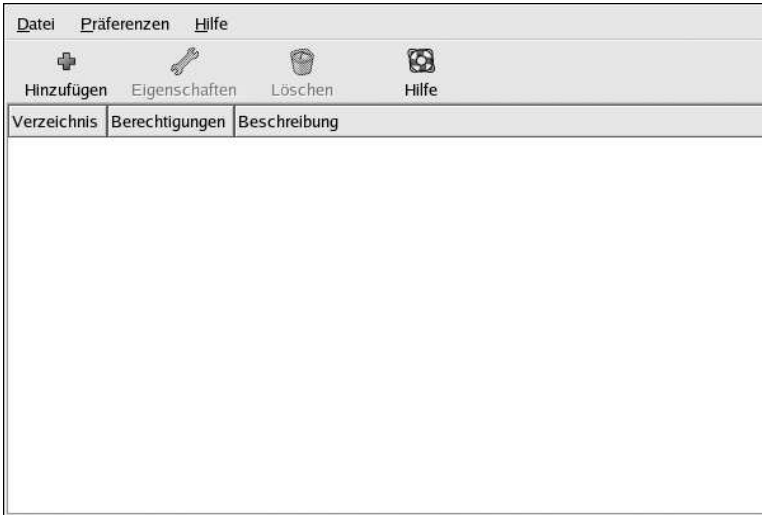 Datei Präferenzen Hilfe
Hinzufügen Eigenschaften Löschen Hilfe
Verzeichnis Berechtigungen Beschreibung